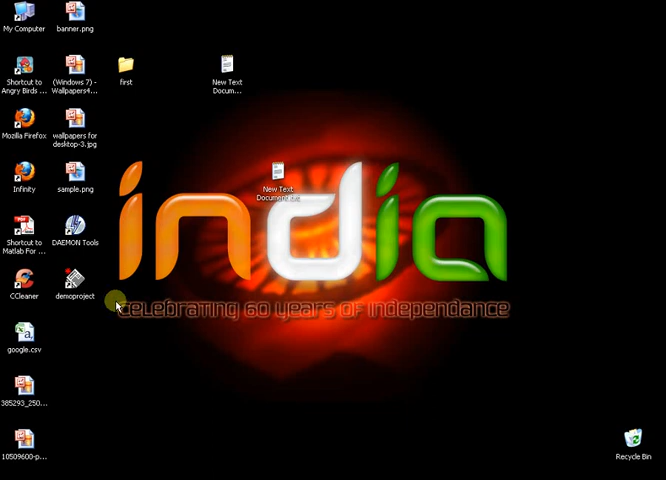 My Computer
banner.png
Shortcut to
Angry Birds ...
(Windows 7) -
Wallpapers4...
first
New Text
Docum...
Mozilla Firefox
wallpapers for
desktop-3.jpg
Infinity
sample.png
New Text
india
celebrating 60 years of independance
Shortcut to
Matlab For ...
DAEMON Tools
CCleaner
demoproject
google.csv
385293_250...
10509600-p...
Recycle Bin